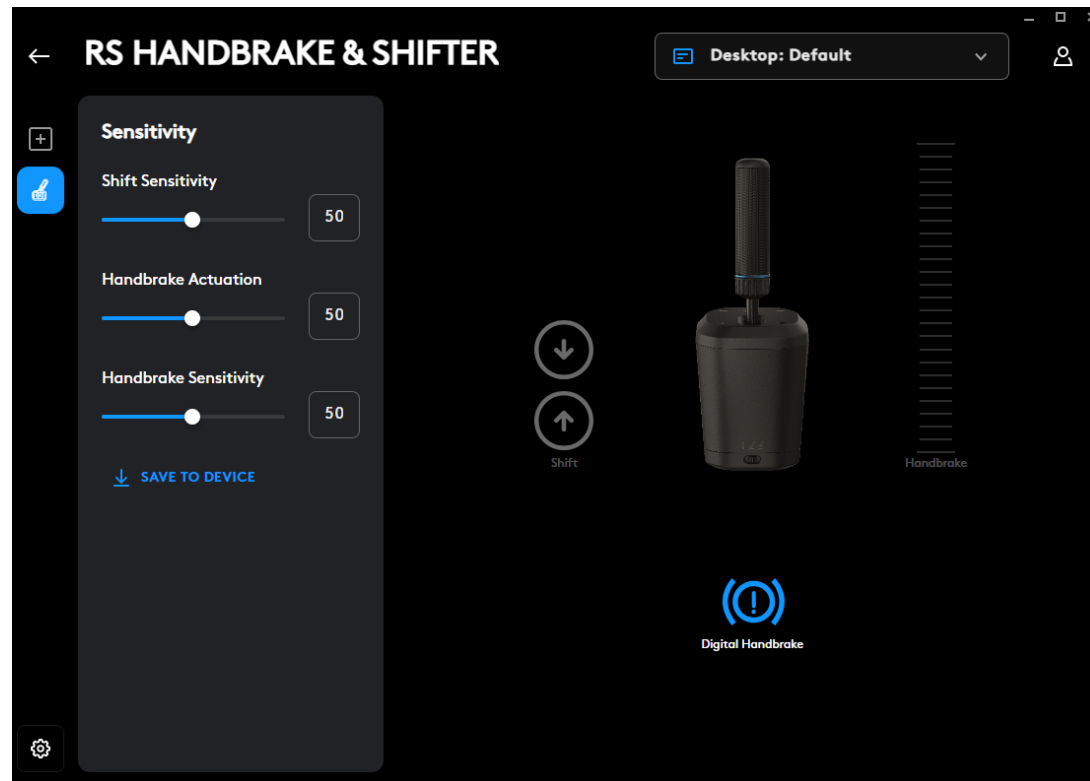 RS HANDBRAKE & SHIFTER
Desktop: Default
Sensitivity
Shift Sensitivity
50
Handbrake Actuation
50
Handbrake Sensitivity
50
SAVE TO DEVICE
Shift
Handbrake
Digital Handbrake